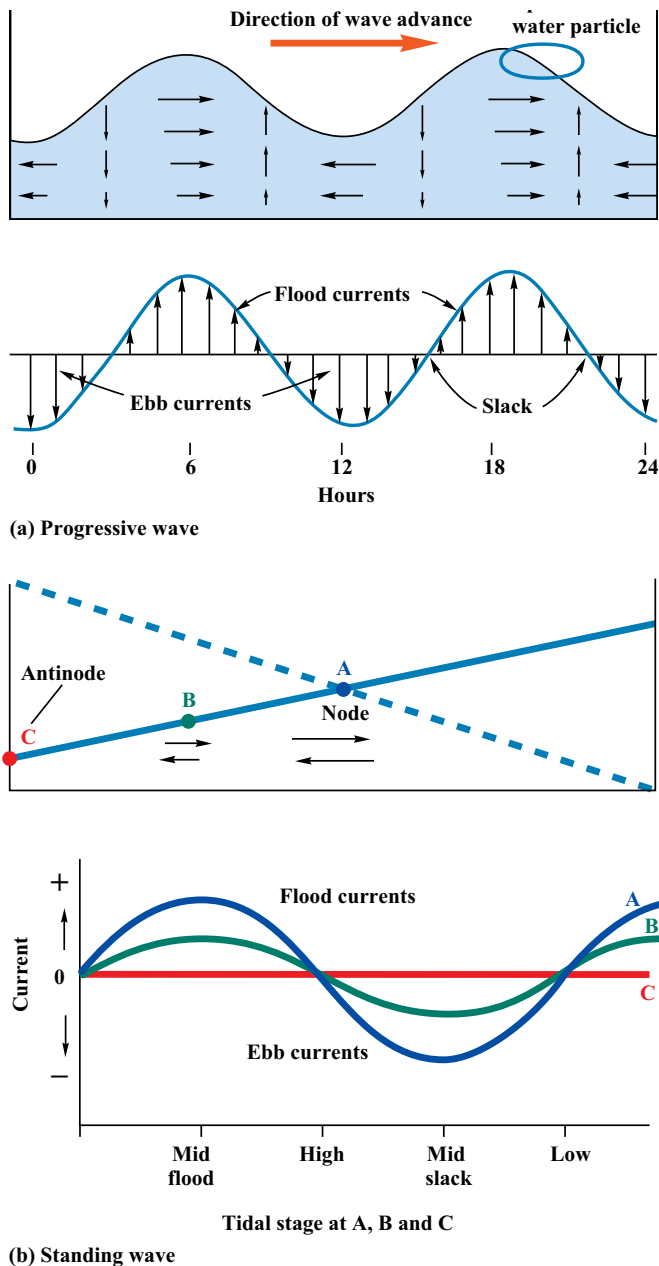 Direction of wave advance
water particle
Flood currents
Ebb currents
Slack
0 6 12 18 24
Hours
(a) Progressive wave
Antinode
A
B
Node
C
+
Flood currents
A
B
0
C
Current
Ebb currents
−
Mid flood
High
Mid slack
Low
Tidal stage at A, B and C
(b) Standing wave